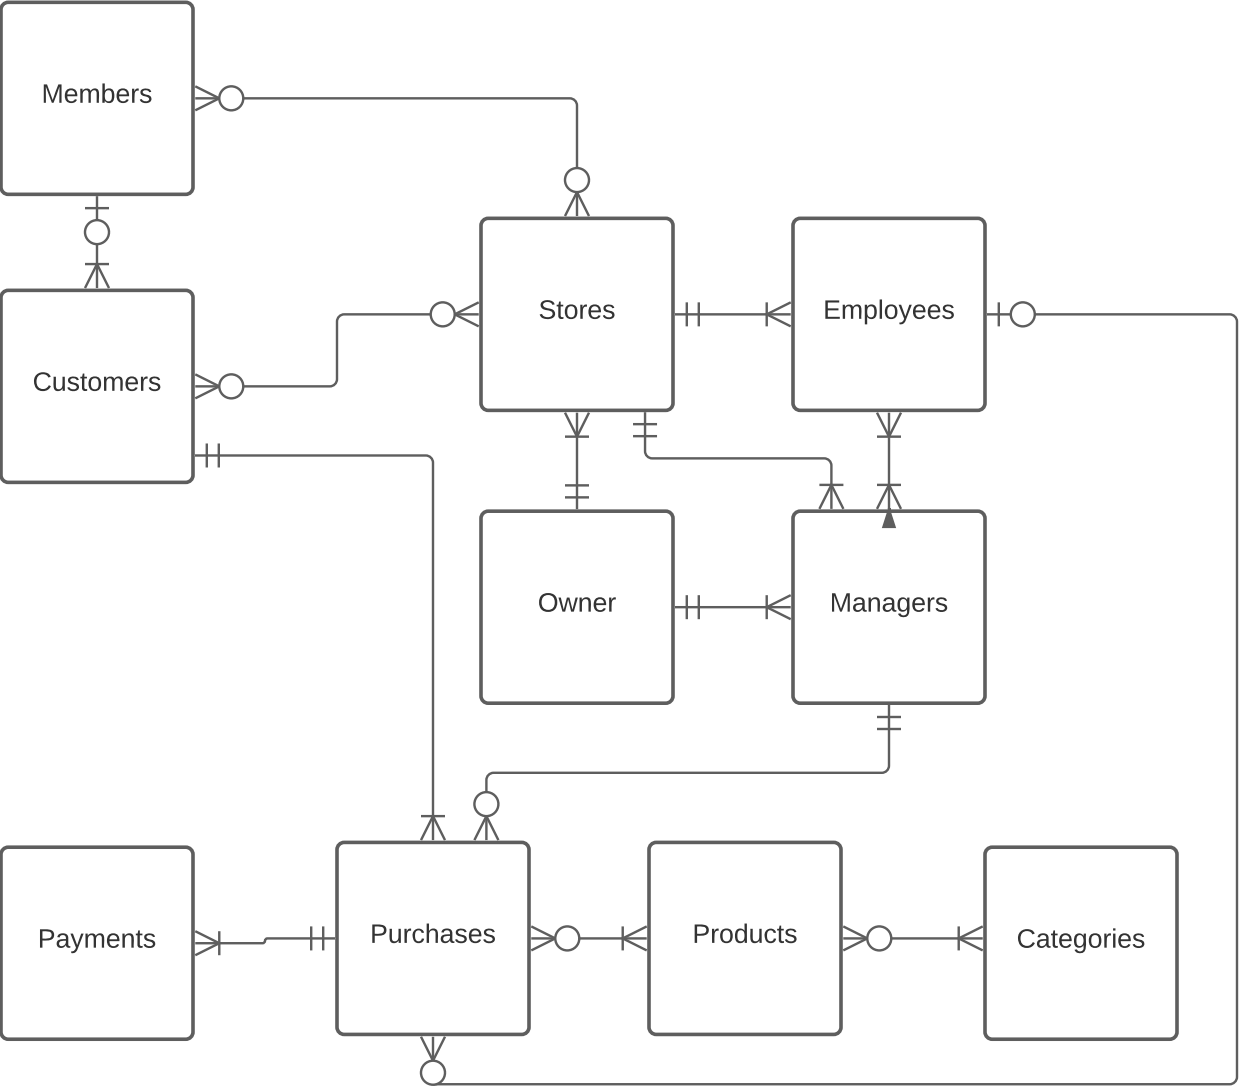 Members
Stores
Employees
Customers
Owner
Managers
Payments
Purchases
Products
Categories